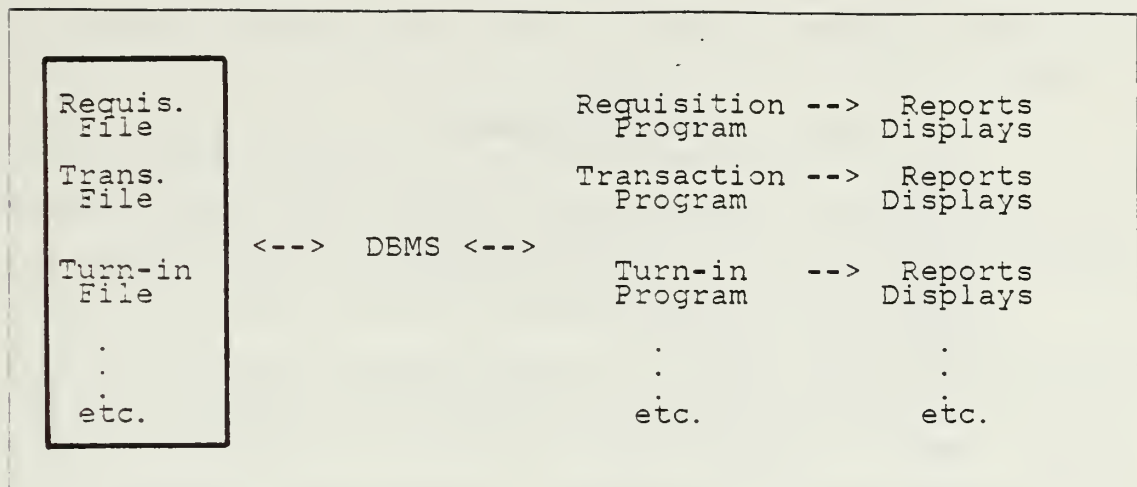 Requis. File
Requisition Program --> Reports Displays
Trans. File
Transaction Program --> Reports Displays
<--> DBMS <-->
Turn-in File
Turn-in Program --> Reports Displays
. . .
. . .
. . .
etc. etc. etc.